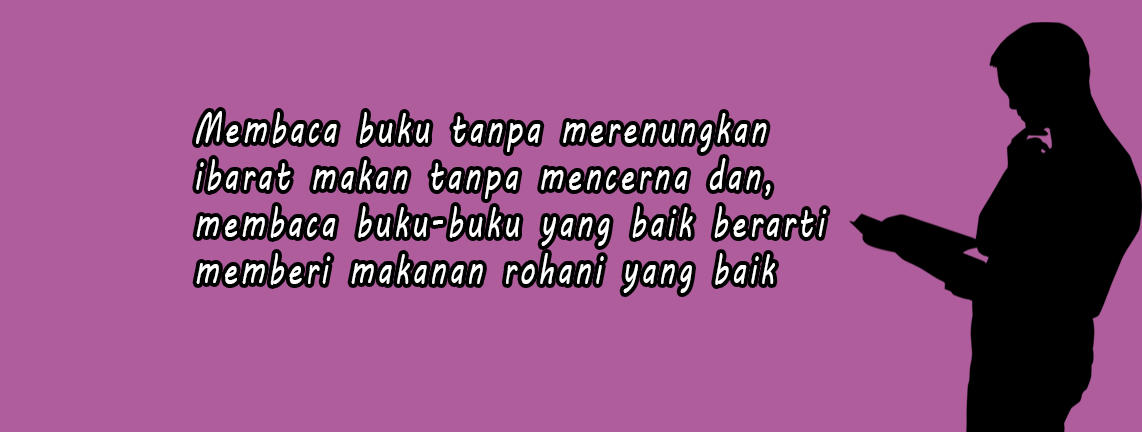 Membaca buku tanpa merenungkan
ibarat makan tanpa mencerna dan,
membaca buku-buku yang baik berarti
memberi makanan rohani yang baik